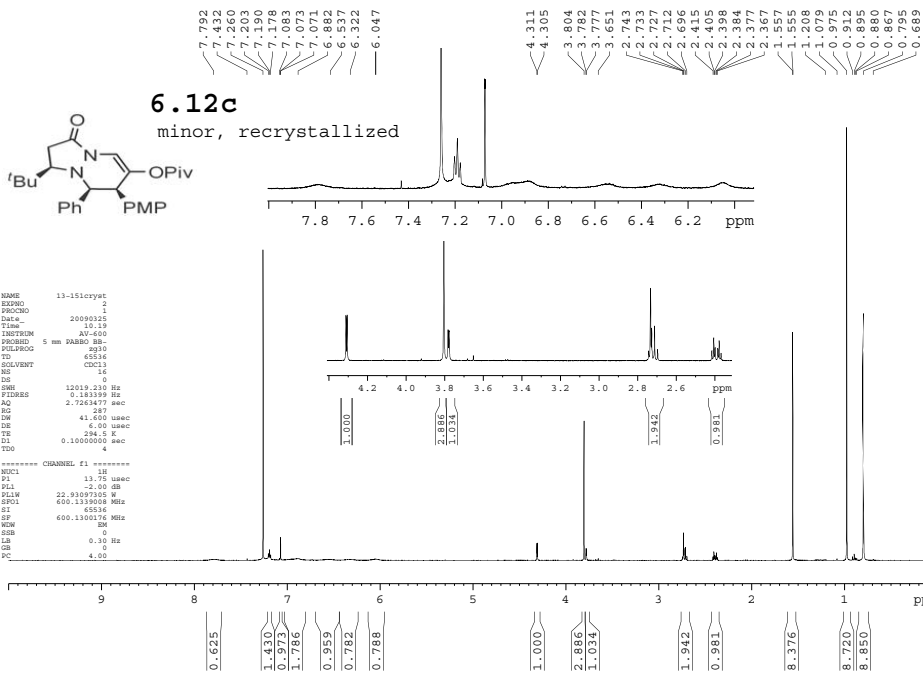 7.792
7.432
7.260
7.203
7.190
7.178
7.083
7.073
7.071
6.882
6.537
6.322
6.047
4.311
4.305
3.804
3.782
3.777
3.651
2.743
2.733
2.727
2.712
2.696
2.415
2.405
2.398
2.384
2.377
2.367
1.557
1.555
1.208
1.079
0.975
0.912
0.895
0.880
0.867
0.795
0.689
6.12c
minor, recrystallized
O
N
N
OPiv
tBu
Ph
PMP
7.8 7.6 7.4 7.2 7.0 6.8 6.6 6.4 6.2 ppm
4.2 4.0 3.8 3.6 3.4 3.2 3.0 2.8 2.6 ppm
1.000
2.886
1.034
1.942
0.981
NAME 13-151cryst
EXPNO 2
PROCNO 1
Date_ 20090325
Time 10.19
INSTRUM AV-600
PROBHD 5 mm PABBO BB-
PULPROG zg30
TD 65536
SOLVENT CDCl3
NS 16
DS 0
SWH 12019.230 Hz
FIDRES 0.183399 Hz
AQ 2.7263477 sec
RG 287
DW 41.600 usec
DE 6.00 usec
TE 294.5 K
D1 0.10000000 sec
TD0 4
======== CHANNEL f1 ========
NUC1 1H
P1 13.75 usec
PL1 -2.00 dB
PL1W 22.93097305 W
SFO1 600.1339008 MHz
SI 65536
SF 600.1300176 MHz
WDW EM
SSB 0
LB 0.30 Hz
GB 0
PC 4.00
9 8 7 6 5 4 3 2 1
0.625
1.430
0.973
1.786
0.959
0.782
0.788
1.000
2.886
1.034
1.942
0.981
8.376
8.720
8.850